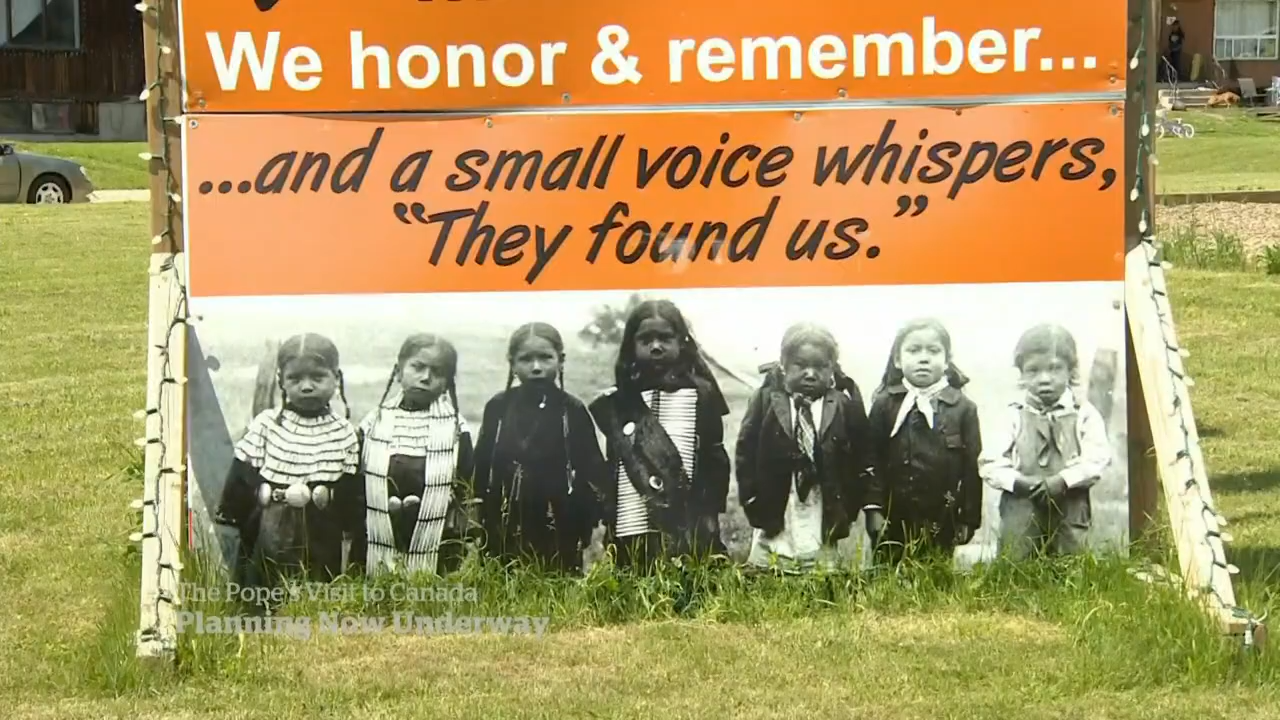 We honor & remember...
...and a small voice whispers,
“They found us.”
The Pope's Visit to Canada
Planning Now Underway